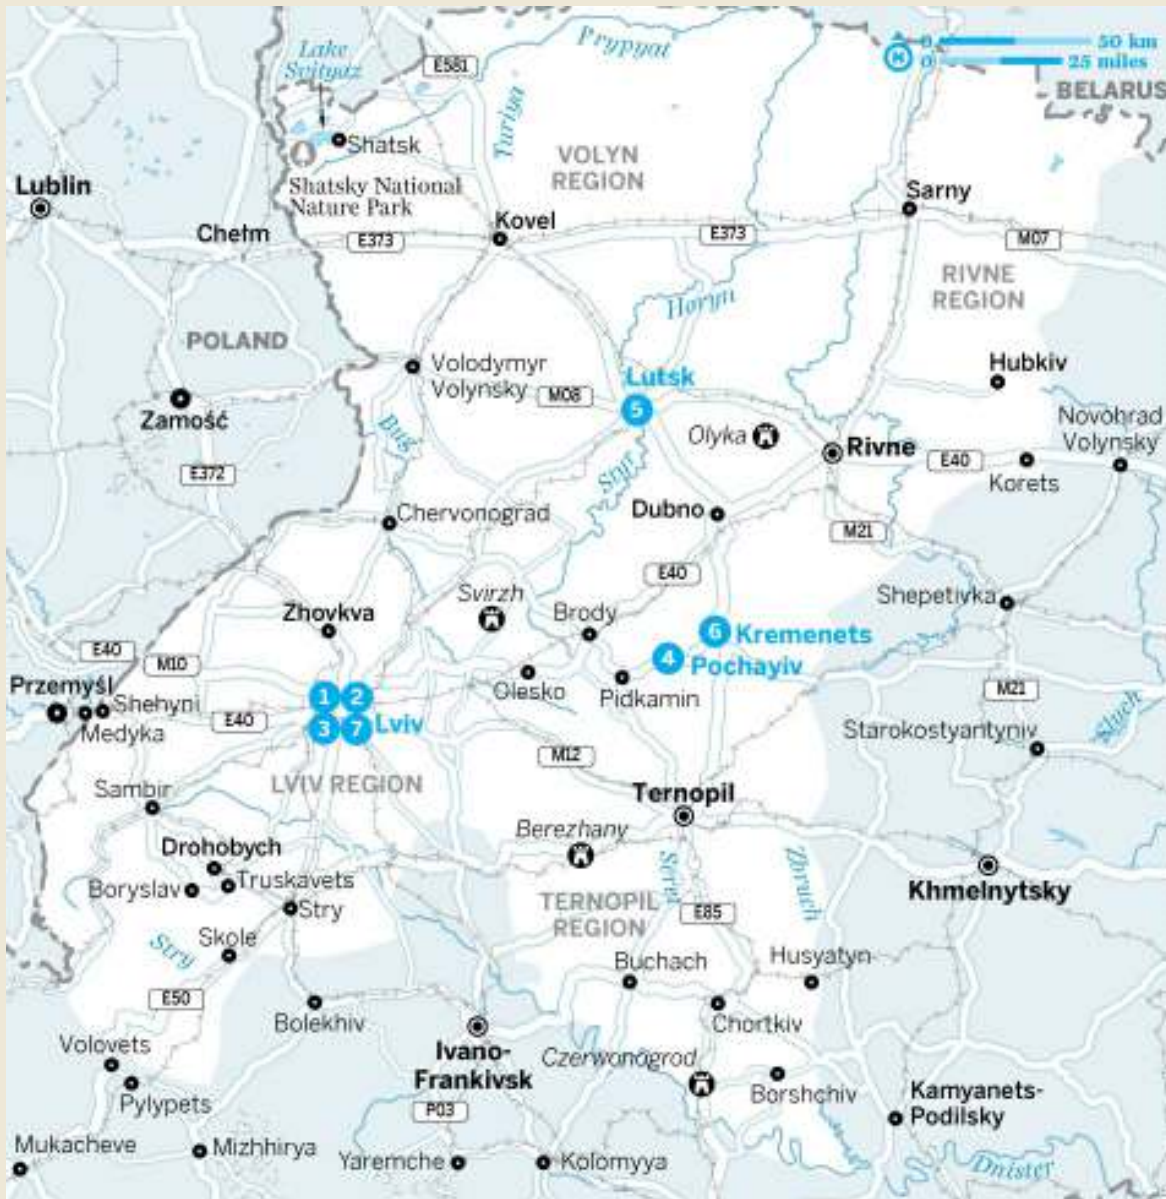 Lake
Svityaz
E581
Prypyat
0 50 km
0 25 miles
BELARUS
Shatsk
Turiya
VOLYN
REGION
Lublin
Shatsky National
Nature Park
Sarny
Chełm
E373
Kovel
E373
M07
RIVNE
REGION
Horyn
POLAND
Volodymyr
Volynsky
Lutsk
5
M08
Hubkiv
Zamość
Bug
Olyka
Rivne
Novohrad
Volynsky
E372
Styr
E40
Korets
Chervonograd
Dubno
M21
E40
Svirzh
Shepetivka
Zhovkva
Brody
6 Kremenets
4 Pochayiv
E40
M10
Przemyśl
Shehyni
Medyka
E40
1 2
3 7 Lviv
Olesko
Pidkamin
M21
Sluch
Starokostyantyniv
M12
LVIV REGION
Sambir
Ternopil
Berezhany
Drohobych
Truskavets
Boryslav
Stry
Seret
Zbruch
Khmelnytsky
TERNOPIL
REGION
E85
Skole
Stry
Buchach
Husyatyn
E50
Bolekhiv
Chortkiv
Ivano-
Frankivsk
Volovets
Czerwonogrod
Borshchiv
Pylypets
Kamyanets-
Podilsky
P03
Mukacheve
Mizhhirya
Yaremche
Kolomyya
Dnister